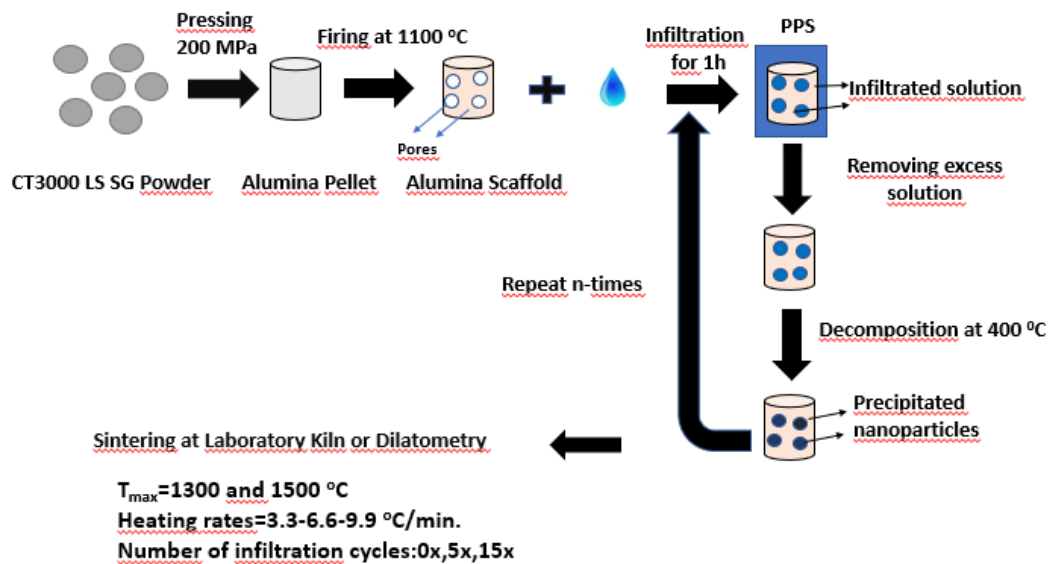 Pressing
200 MPa
Firing at 1100 °C
Infiltration
for 1h
PPS
Infiltrated solution
Pores
CT3000 LS SG Powder
Alumina Pellet
Alumina Scaffold
Removing excess
solution
Repeat n-times
Decomposition at 400 ⁰C
Precipitated
nanoparticles
Sintering at Laboratory Kiln or Dilatometry
Tmax=1300 and 1500 °C
Heating rates=3.3-6.6-9.9 °C/min.
Number of infiltration cycles:0x,5x,15x